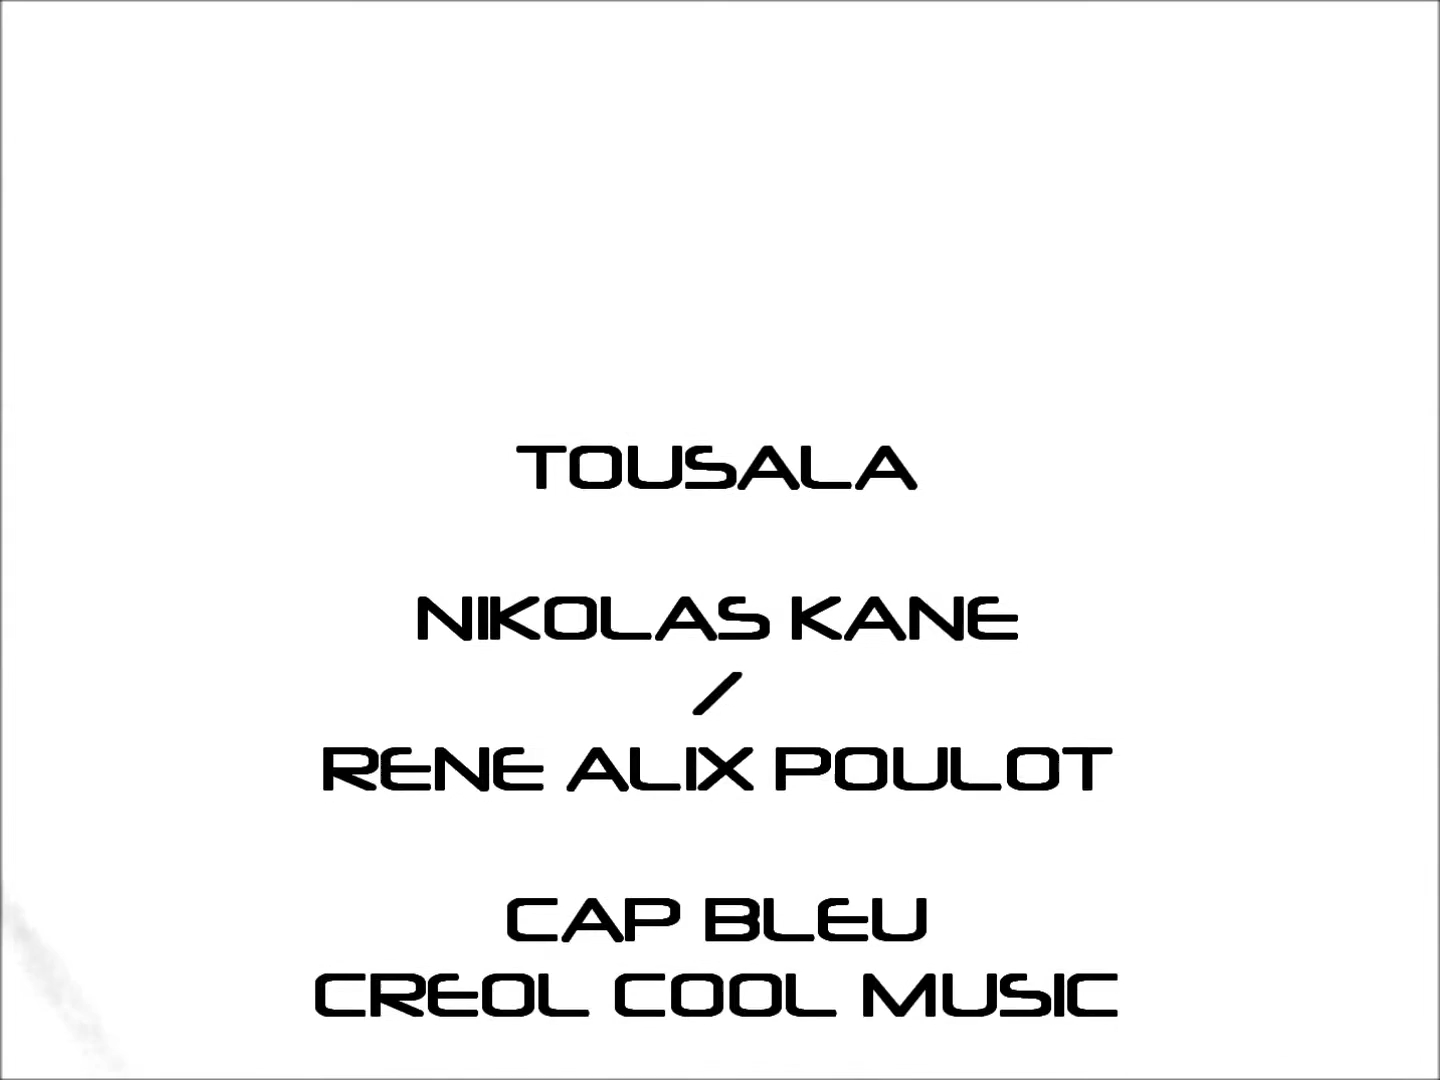 TOUSALA
NIKOLAS KANE
/
RENE ALIX POULOT
CAP BLEU
CREOL COOL MUSIC